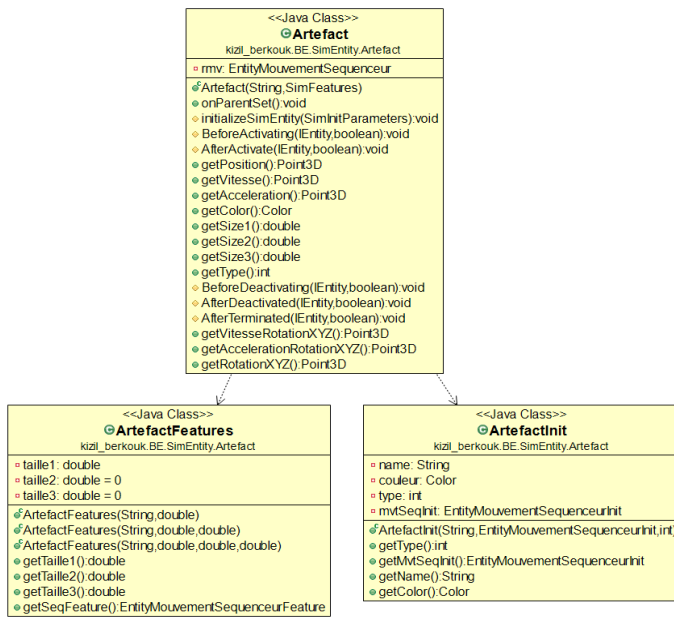 <<Java Class>>
Artefact
kizil_berkouk.BE.SimEntity.Artefact
rmv: EntityMouvementSequenceur
Artefact(String,SimFeatures)
onParentSet():void
initializeSimEntity(SimInitParameters):void
BeforeActivating(IEntity,boolean):void
AfterActivate(IEntity,boolean):void
getPosition():Point3D
getVitesse():Point3D
getAcceleration():Point3D
getColor():Color
getSize1():double
getSize2():double
getSize3():double
getType():int
BeforeDeactivating(IEntity,boolean):void
AfterDeactivated(IEntity,boolean):void
AfterTerminated(IEntity,boolean):void
getVitesseRotationXYZ():Point3D
getAccelerationRotationXYZ():Point3D
getRotationXYZ():Point3D
<<Java Class>>
ArtefactFeatures
kizil_berkouk.BE.SimEntity.Artefact
taille1: double
taille2: double = 0
taille3: double = 0
ArtefactFeatures(String,double)
ArtefactFeatures(String,double,double)
ArtefactFeatures(String,double,double,double)
getTaille1():double
getTaille2():double
getTaille3():double
getSeqFeature():EntityMouvementSequenceurFeature
<<Java Class>>
ArtefactInit
kizil_berkouk.BE.SimEntity.Artefact
name: String
couleur: Color
type: int
mvtSeqInit: EntityMouvementSequenceurInit
ArtefactInit(String,EntityMouvementSequenceurInit,int)
getType():int
getMvtSeqInit():EntityMouvementSequenceurInit
getName():String
getColor():Color